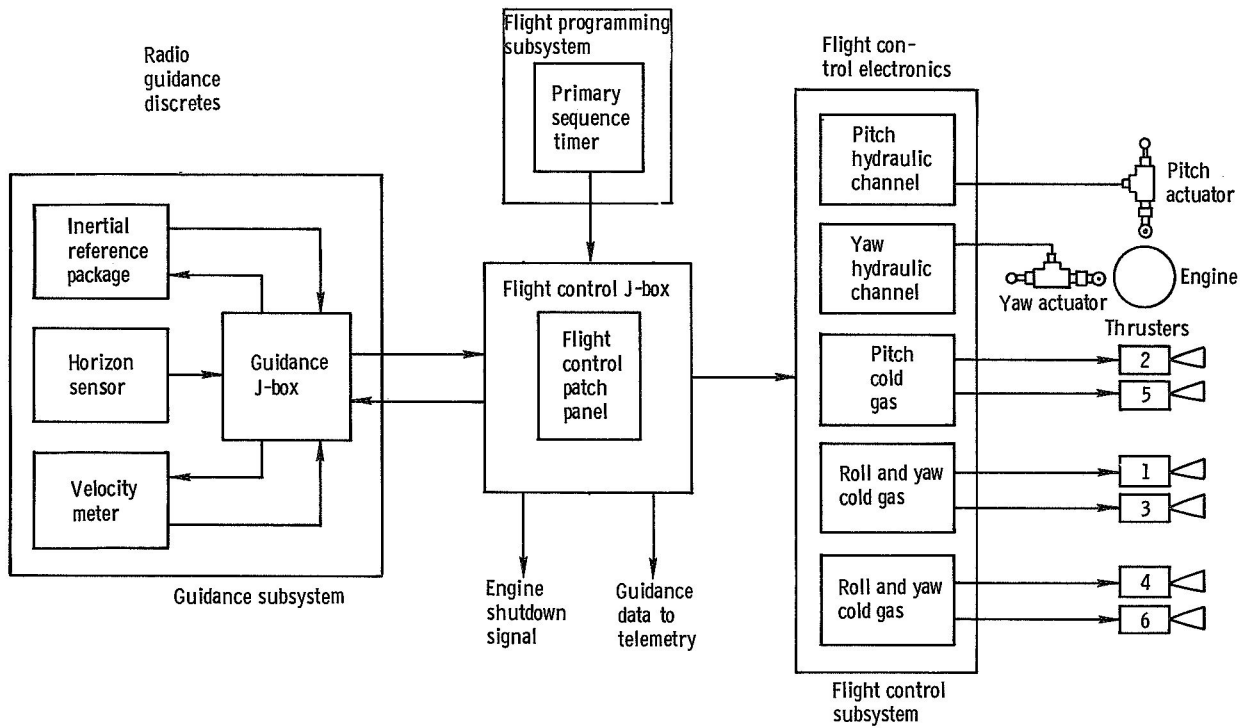 Radio
guidance
discretes
Flight programming
subsystem
Primary
sequence
timer
Flight con-
trol electronics
Inertial
reference
package
Horizon
sensor
Velocity
meter
Guidance
J-box
Guidance subsystem
Flight control J-box
Flight
control
patch
panel
Engine
shutdown
signal
Guidance
data to
telemetry
Pitch
hydraulic
channel
Yaw
hydraulic
channel
Pitch
cold
gas
Roll and yaw
cold gas
Roll and yaw
cold gas
Flight control
subsystem
Pitch
actuator
Yaw actuator
Engine
Thrusters
2
5
1
3
4
6